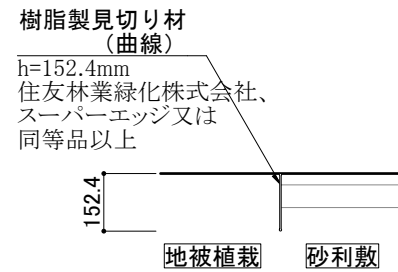 樹脂製見切り材
(曲線)
h=152.4mm
住友林業緑化株式会社、
スーパーエッジ又は
同等品以上
152.4
地被植栽 砂利敷